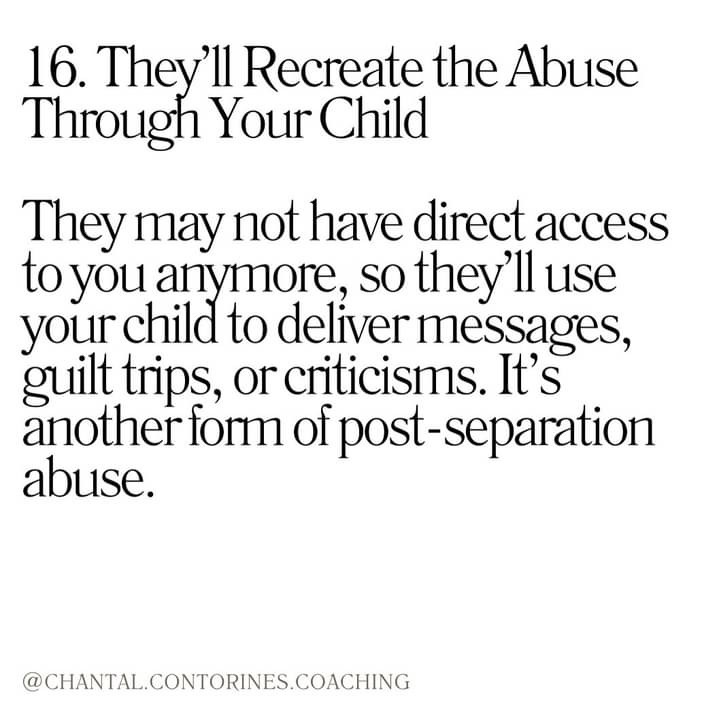 16. They’ll Recreate the Abuse
Through Your Child
They may not have direct access
to you anymore, so they’ll use
your child to deliver messages,
guilt trips, or criticisms. It’s
another form of post-separation
abuse.
@CHANTAL.CONTORINES.COACHING